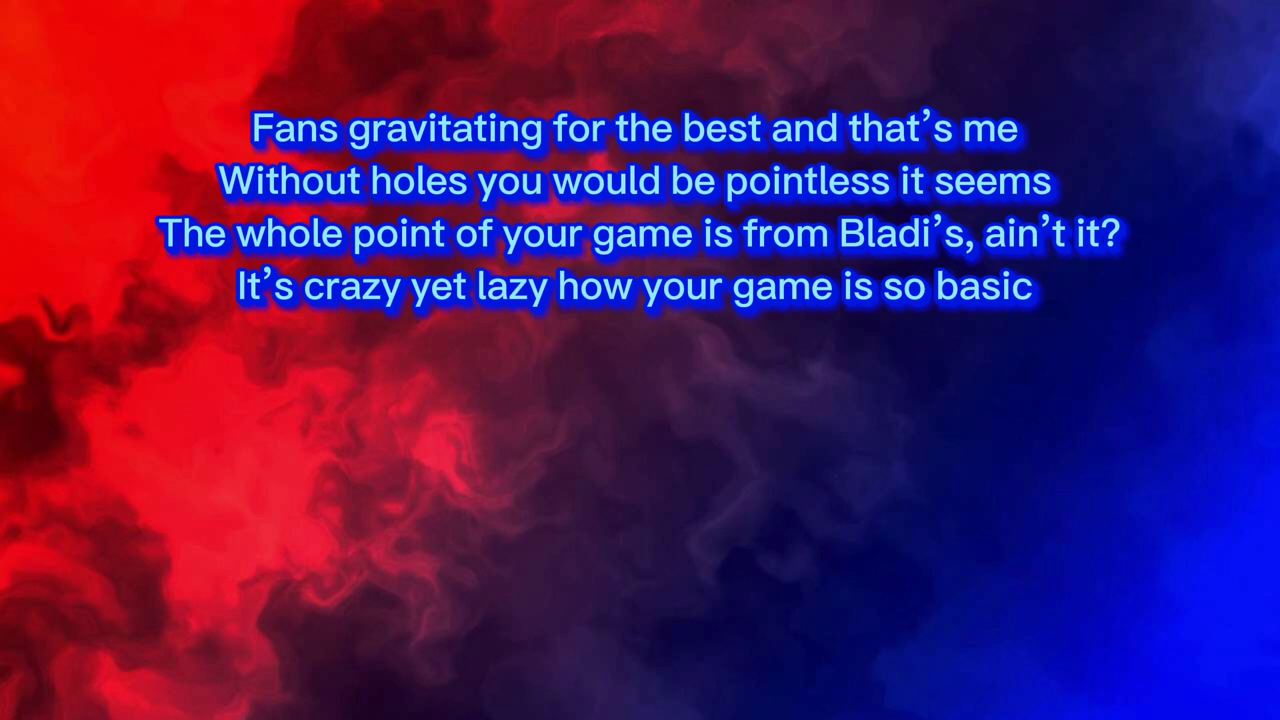 Fans gravitating for the best and that’s me
Without holes you would be pointless it seems
The whole point of your game is from Bladi’s, ain’t it?
It’s crazy yet lazy how your game is so basic